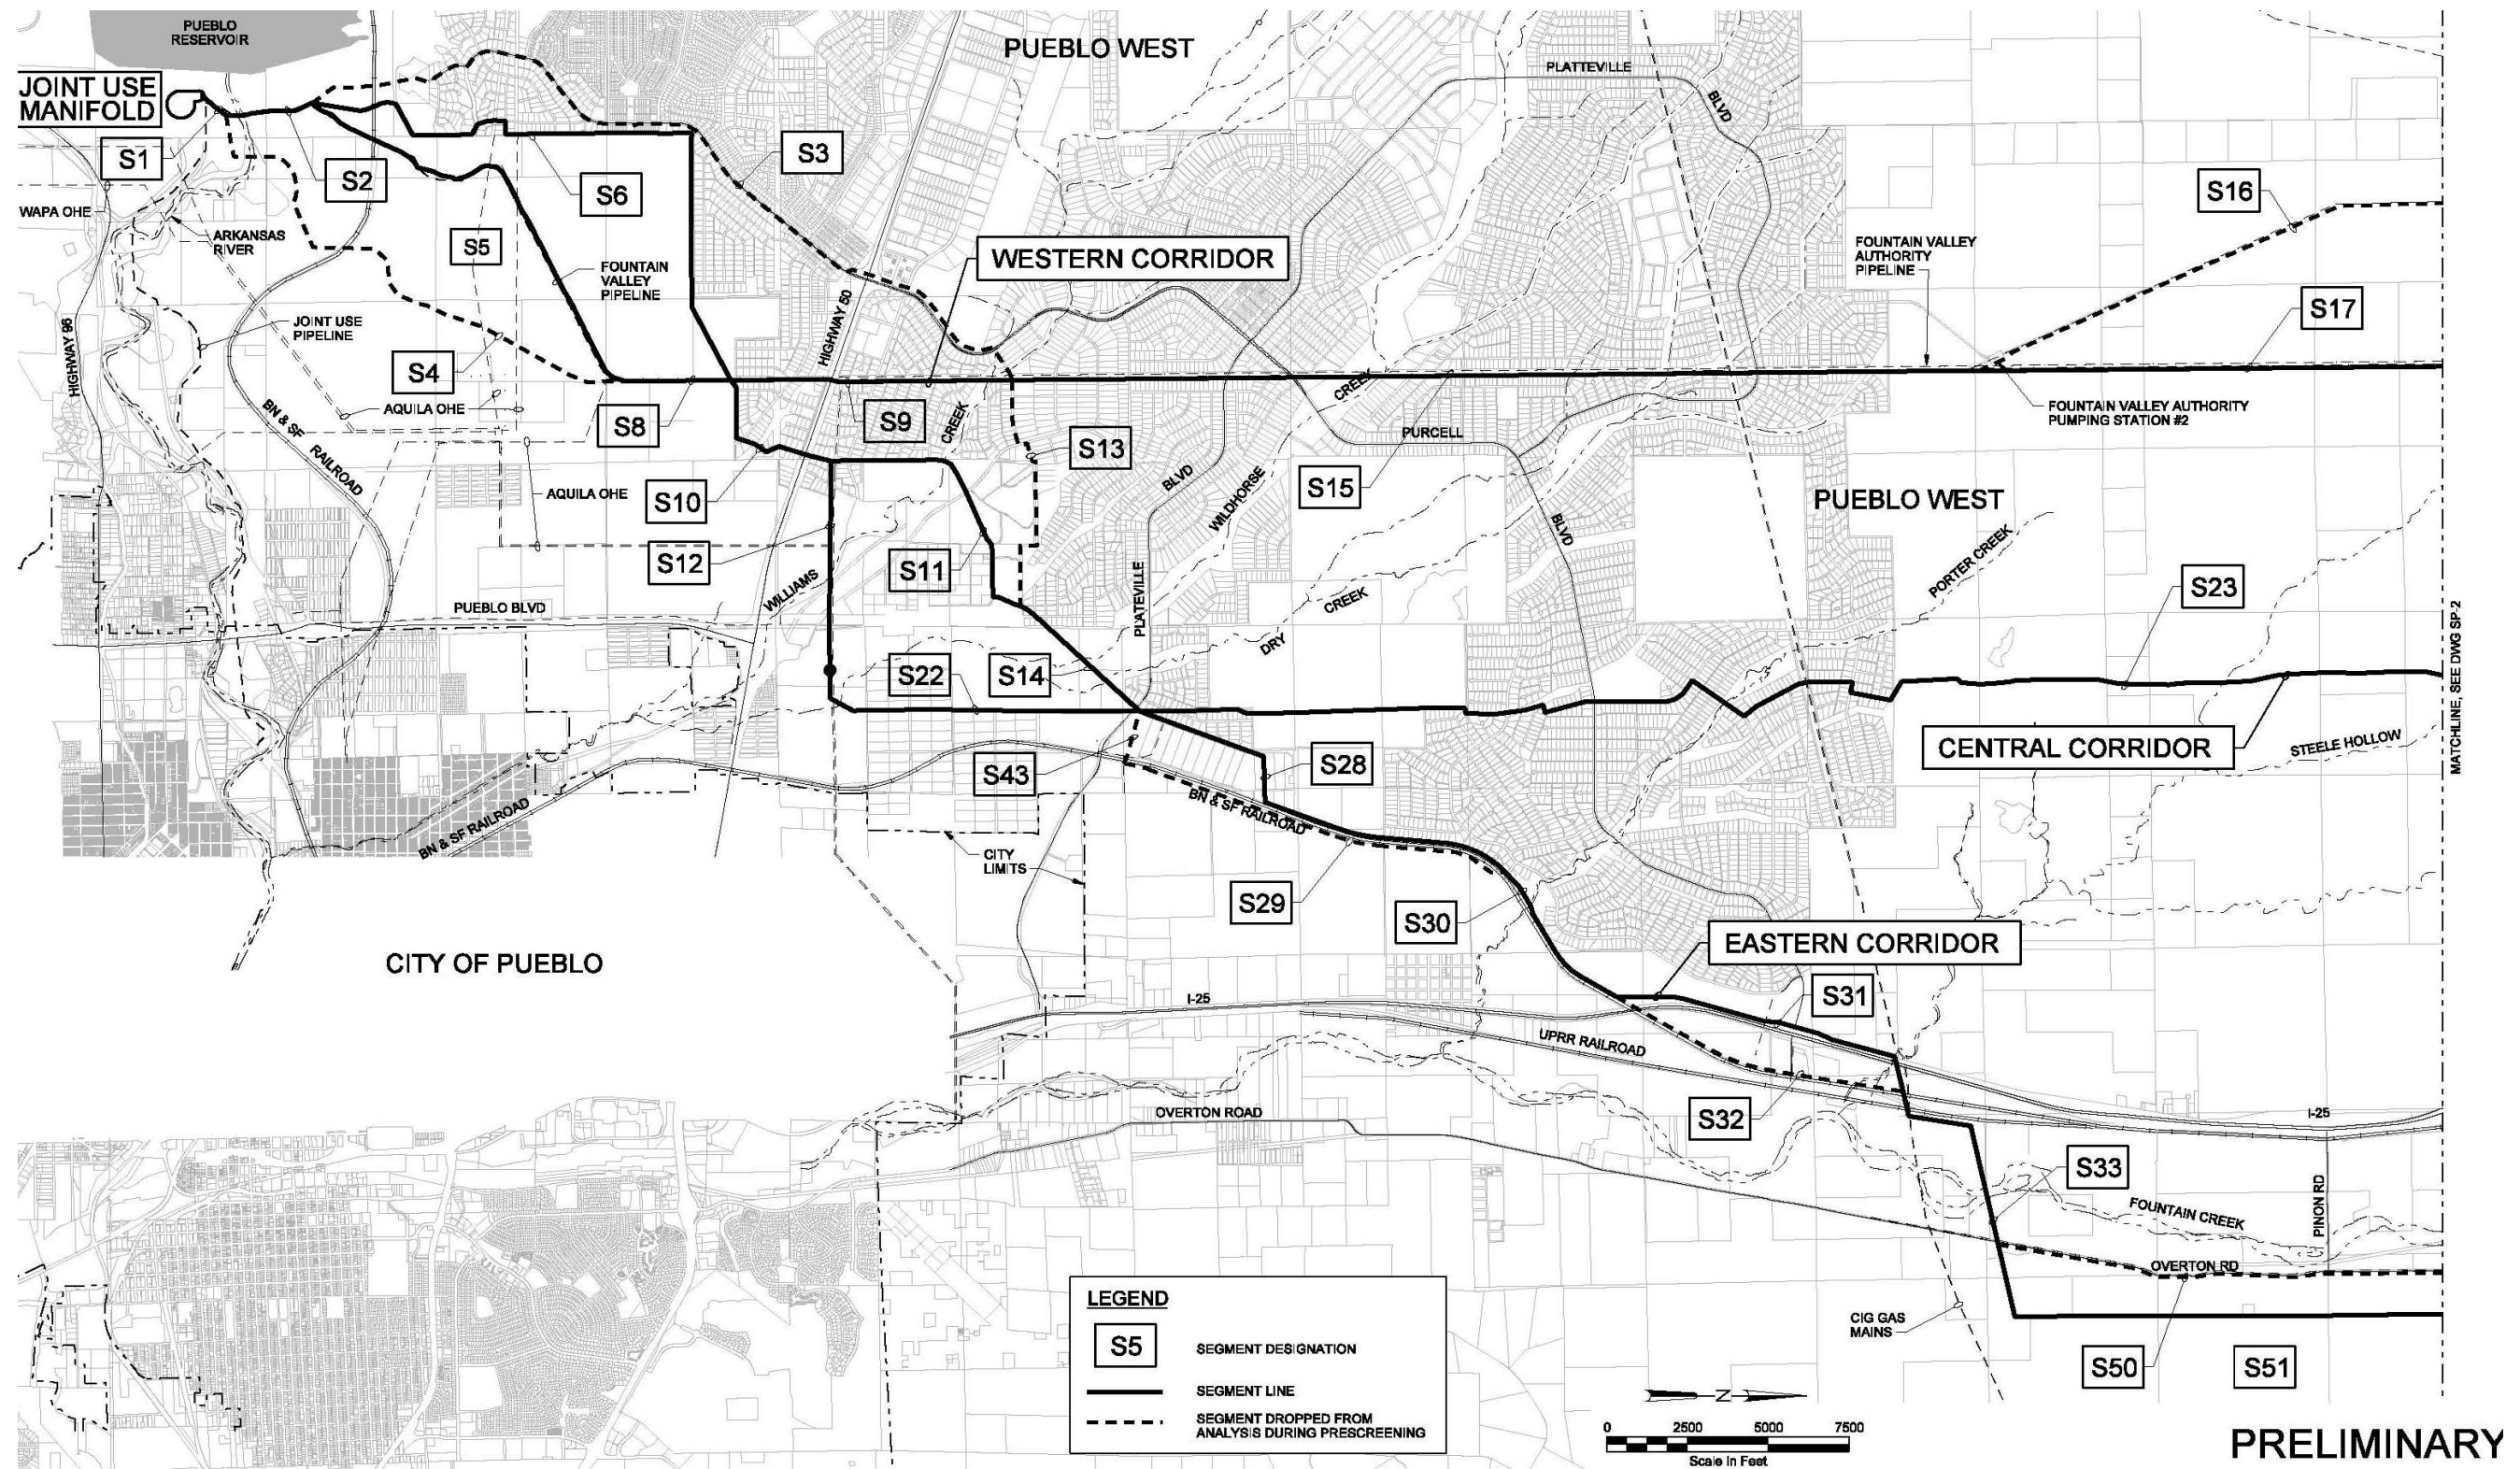 PUEBLO
RESERVOIR
PUEBLO WEST
PLATTEVILLE
BLVD
JOINT USE
MANIFOLD
S1
S2
S3
S6
S16
WAPA OHE
ARKANSAS
RIVER
S5
FOUNTAIN
VALLEY
PIPELINE
WESTERN CORRIDOR
FOUNTAIN VALLEY
AUTHORITY
PIPELINE
S17
HIGHWAY 50
JOINT USE
PIPELINE
HIGHWAY 96
S4
AQUILA OHE
S8
S9
CREEK
CREEK
FOUNTAIN VALLEY AUTHORITY
PUMPING STATION #2
BN & SF RAILROAD
S13
PURCELL
BLVD
WILDHORSE
S15
AQUILA OHE
S10
PUEBLO WEST
BLVD
S12
S11
WILLIAMS
PLATEVILLE
CREEK
DRY
PORTER CREEK
S23
PUEBLO BLVD
S22
S14
MATCHLINE, SEE DWG SP-2
CENTRAL CORRIDOR
STEELE HOLLOW
S43
S28
BN & SF RAILROAD
BN & SF RAILROAD
CITY
LIMITS
S29
S30
EASTERN CORRIDOR
CITY OF PUEBLO
I-25
S31
UPRR RAILROAD
OVERTON ROAD
S32
I-25
S33
FOUNTAIN CREEK
PINON RD
OVERTON RD
CIG GAS
MAINS
S50
S51
LEGEND
S5
SEGMENT DESIGNATION
SEGMENT LINE
SEGMENT DROPPED FROM
ANALYSIS DURING PRESCREENING
Z
0 2500 5000 7500
Scale In Feet
PRELIMINARY